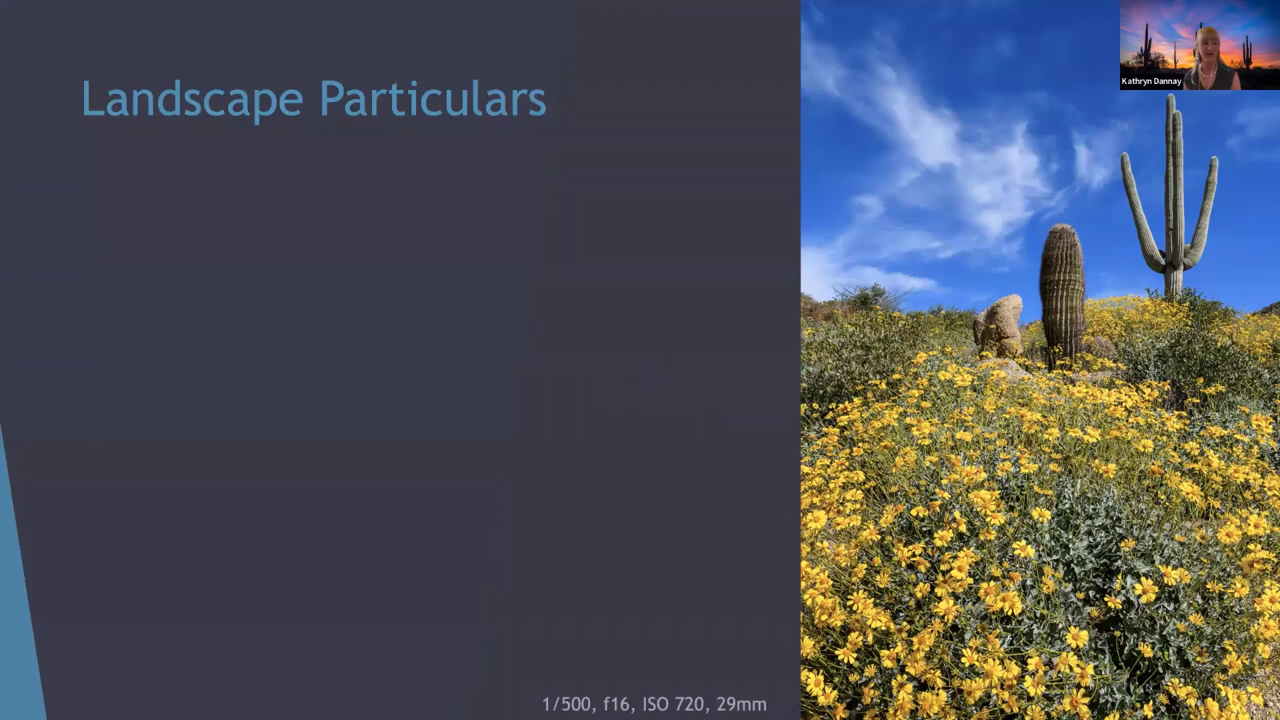 Landscape Particulars
Kathryn Dannay
1/500, f16, ISO 720, 29mm